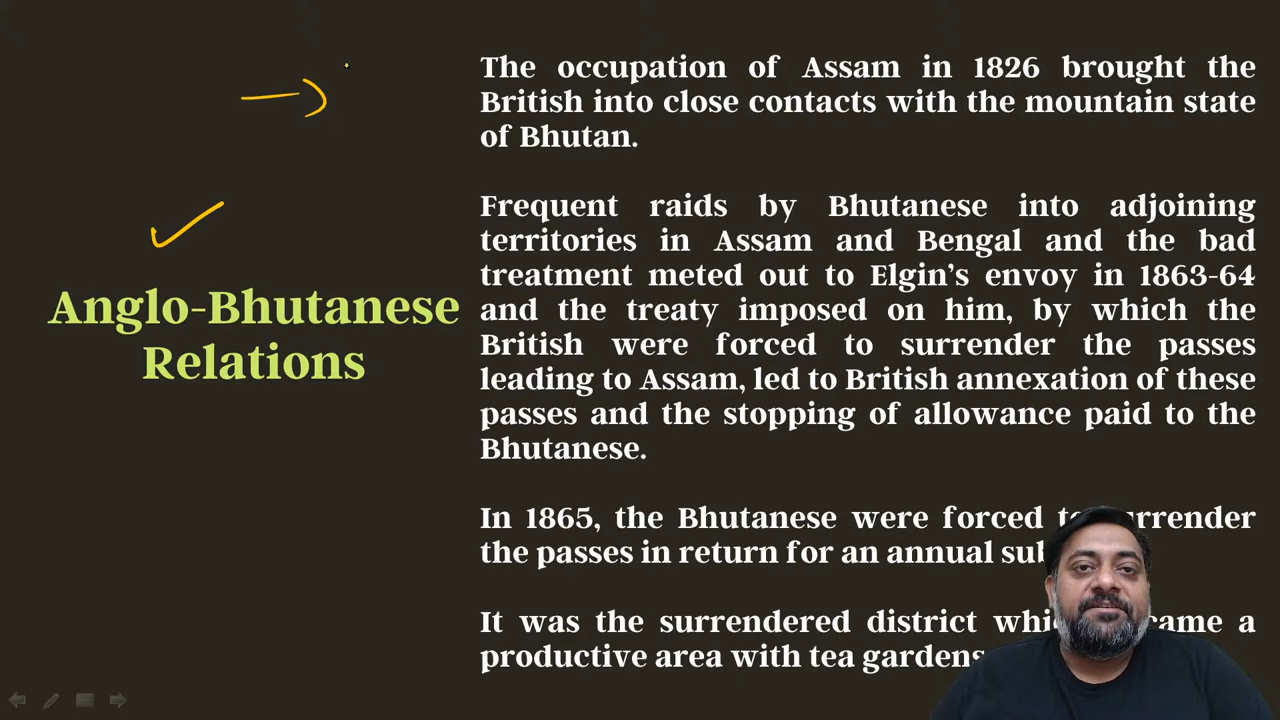 Anglo-Bhutanese
Relations
The occupation of Assam in 1826 brought the
British into close contacts with the mountain state
of Bhutan.
Frequent raids by Bhutanese into adjoining
territories in Assam and Bengal and the bad
treatment meted out to Elgin's envoy in 1863-64
and the treaty imposed on him, by which the
British were forced to surrender the passes
leading to Assam, led to British annexation of these
passes and the stopping of allowance paid to the
Bhutanese.
In 1865, the Bhutanese were forced
the passes in return for an annual
It was the surrendered district a
productive area with tea gardens